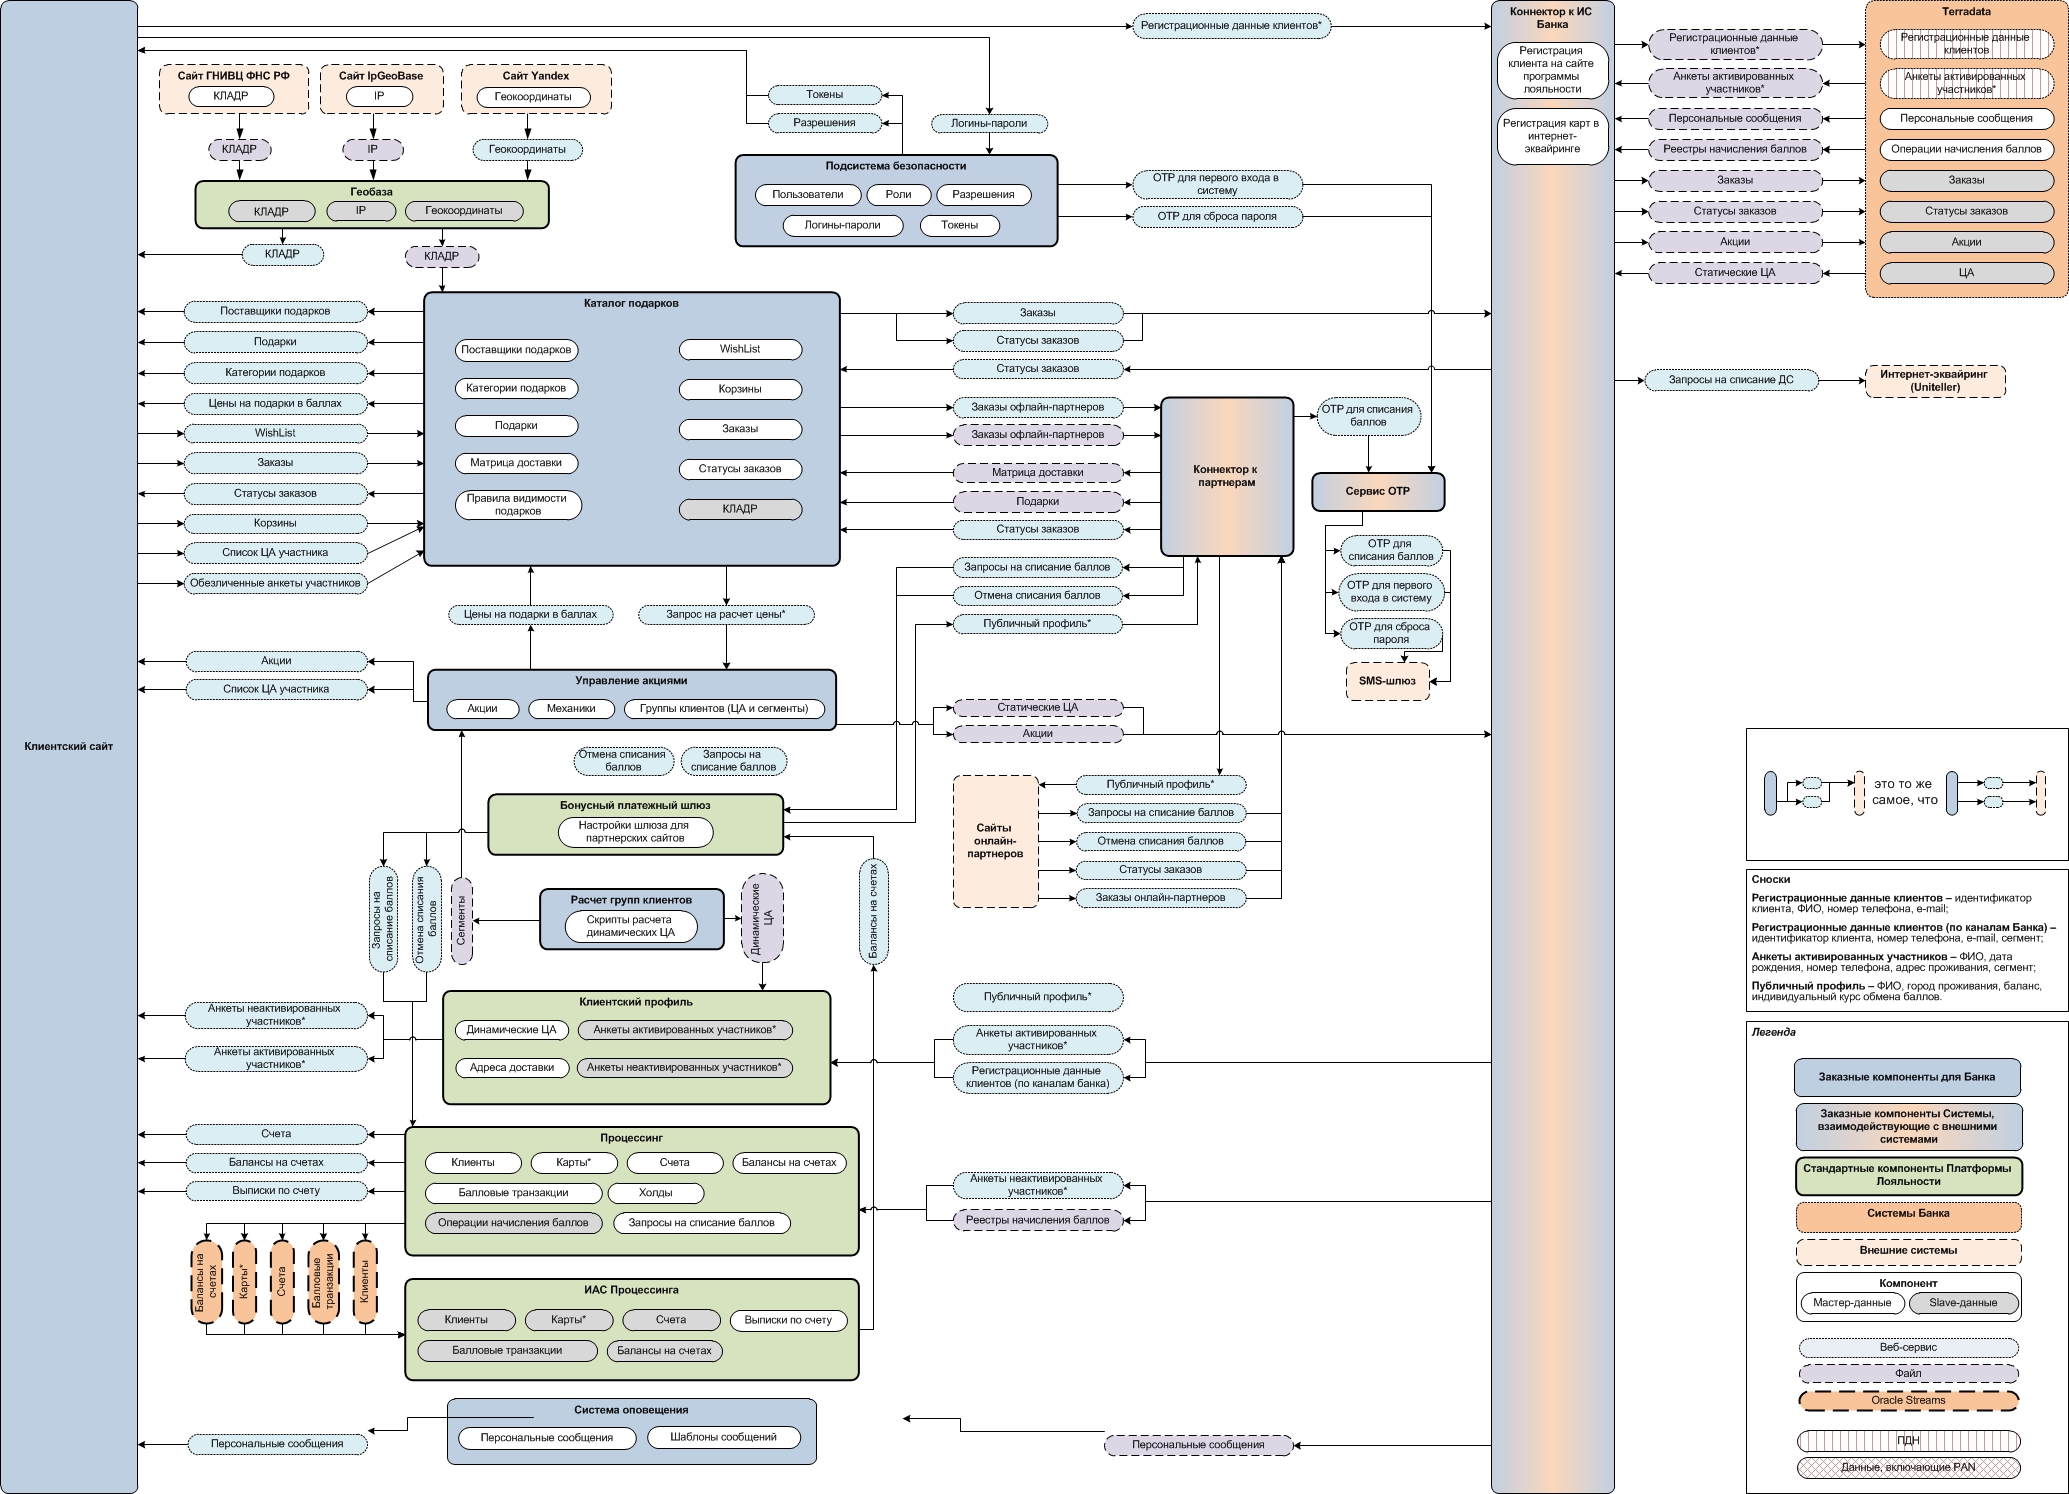 Клиентский сайт
Регистрационные данные клиентов*
Сайт ГНИВЦ ФНС РФ
КЛАДР
Сайт IpGeoBase
IP
Сайт Yandex
Геокоординаты
КЛАДР
IP
Геокоординаты
Геобаза
КЛАДР
IP
Геокоординаты
КЛАДР
КЛАДР
Токены
Разрешения
Логины-пароли
Подсистема безопасности
Пользователи
Роли
Разрешения
Логины-пароли
Токены
ОТР для первого входа в
систему
ОТР для сброса пароля
Поставщики подарков
Подарки
Категории подарков
Цены на подарки в баллах
WishList
Заказы
Статусы заказов
Корзины
Список ЦА участника
Обезличенные анкеты участников
Каталог подарков
Поставщики подарков
Категории подарков
Подарки
Матрица доставки
Правила видимости
подарков
WishList
Корзины
Заказы
Статусы заказов
КЛАДР
Заказы
Статусы заказов
Статусы заказов
Заказы офлайн-партнеров
Заказы офлайн-партнеров
Матрица доставки
Подарки
Статусы заказов
Запросы на списание баллов
Отмена списания баллов
Публичный профиль*
Коннектор к
партнерам
ОТР для списания
баллов
Сервис ОТР
ОТР для
списания баллов
ОТР для первого
входа в систему
ОТР для сброса
пароля
SMS-шлюз
Цены на подарки в баллах
Запрос на расчет цены*
Акции
Список ЦА участника
Управление акциями
Акции
Механики
Группы клиентов (ЦА и сегменты)
Статические ЦА
Акции
Отмена списания
баллов
Запросы на
списание баллов
Бонусный платежный шлюз
Настройки шлюза для
партнерских сайтов
Сайты
онлайн-
партнеров
Публичный профиль*
Запросы на списание баллов
Отмена списания баллов
Статусы заказов
Заказы онлайн-партнеров
Запросы на
списание баллов
Отмена списания
баллов
Сегменты
Расчет групп клиентов
Скрипты расчета
динамических ЦА
Динамические
ЦА
Балансы на счетах
Анкеты неактивированных
участников*
Анкеты активированных
участников*
Клиентский профиль
Динамические ЦА
Анкеты активированных участников*
Адреса доставки
Анкеты неактивированных участников*
Публичный профиль*
Анкеты активированных
участников*
Регистрационные данные
клиентов (по каналам банка)
Счета
Балансы на счетах
Выписки по счету
Процессинг
Клиенты
Карты*
Счета
Балансы на счетах
Балловые транзакции
Холды
Операции начисления баллов
Запросы на списание баллов
Анкеты неактивированных
участников*
Реестры начисления баллов
Балансы на
счетах
Карты*
Счета
Балловые
транзакции
Клиенты
ИАС Процессинга
Клиенты
Карты*
Счета
Выписки по счету
Балловые транзакции
Балансы на счетах
Система оповещения
Персональные сообщения
Шаблоны сообщений
Персональные сообщения
Персональные сообщения
Коннектор к ИС
Банка
Регистрация
клиента на сайте
программы
лояльности
Регистрация карт в
интернет-
эквайринге
Регистрационные данные
клиентов*
Анкеты активированных
участников*
Персональные сообщения
Реестры начисления баллов
Заказы
Статусы заказов
Акции
Статические ЦА
Terradata
Регистрационные данные
клиентов
Анкеты активированных
участников*
Персональные сообщения
Операции начисления баллов
Заказы
Статусы заказов
Акции
ЦА
Запросы на списание ДС
Интернет-эквайринг
(Uniteller)
это то же
самое, что
Сноски
Регистрационные данные клиентов – идентификатор
клиента, ФИО, номер телефона, e-mail;
Регистрационные данные клиентов (по каналам Банка) –
идентификатор клиента, номер телефона, e-mail, сегмент;
Анкеты активированных участников – ФИО, дата
рождения, номер телефона, адрес проживания, сегмент;
Публичный профиль – ФИО, город проживания, баланс,
индивидуальный курс обмена баллов.
Легенда
Заказные компоненты для Банка
Заказные компоненты Системы,
взаимодействующие с внешними
системами
Стандартные компоненты Платформы
Лояльности
Системы Банка
Внешние системы
Компонент
Мастер-данные
Slave-данные
Веб-сервис
Файл
Oracle Streams
ПДН
Данные, включающие PAN